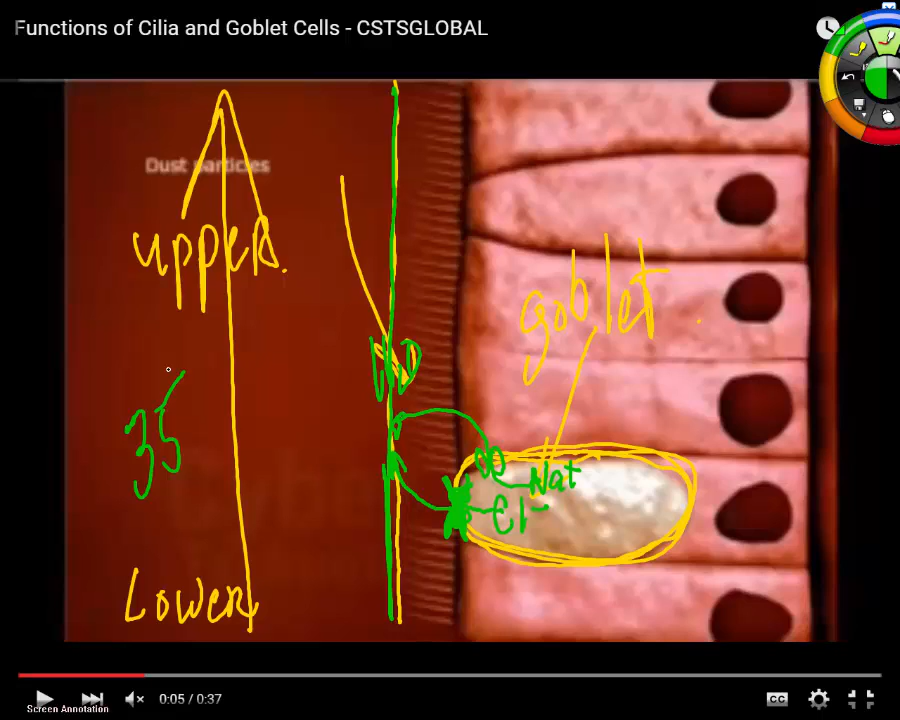 Functions of Cilia and Goblet Cells - CSTSGLOBAL
Dust particles
upper.
goblet
35
Nat
Cl-
Lower
0:05 / 0:37
CC
Screen Annotation